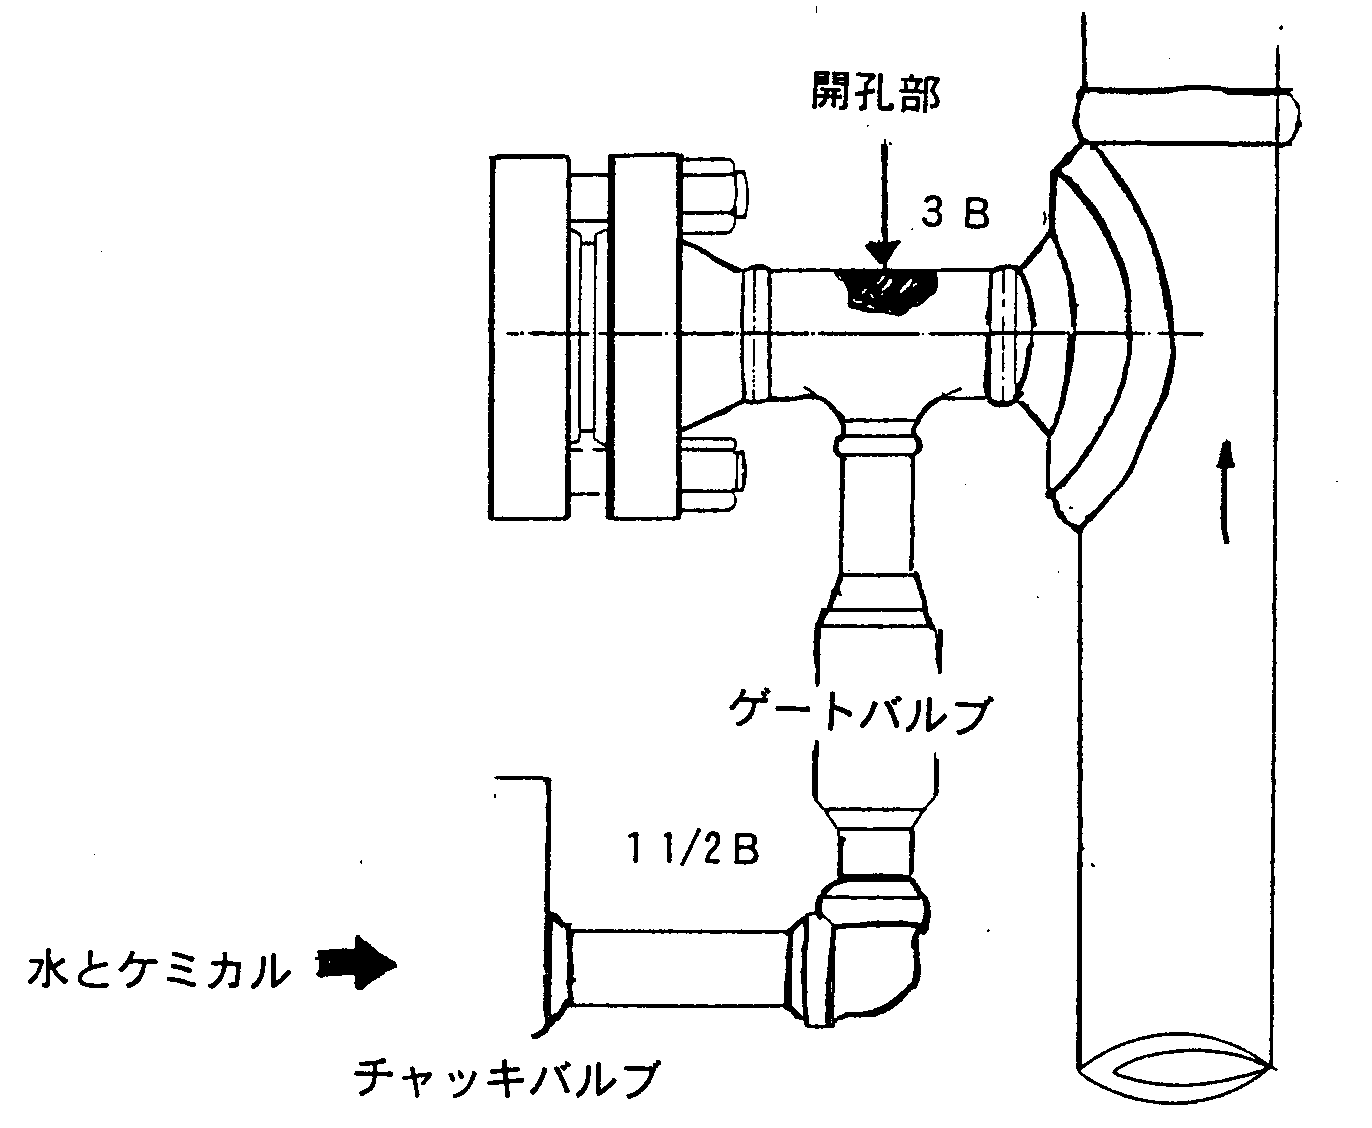 開孔部
3 B
ゲートバルブ
1 1/2 B
水とケミカル
チャッキバルブ